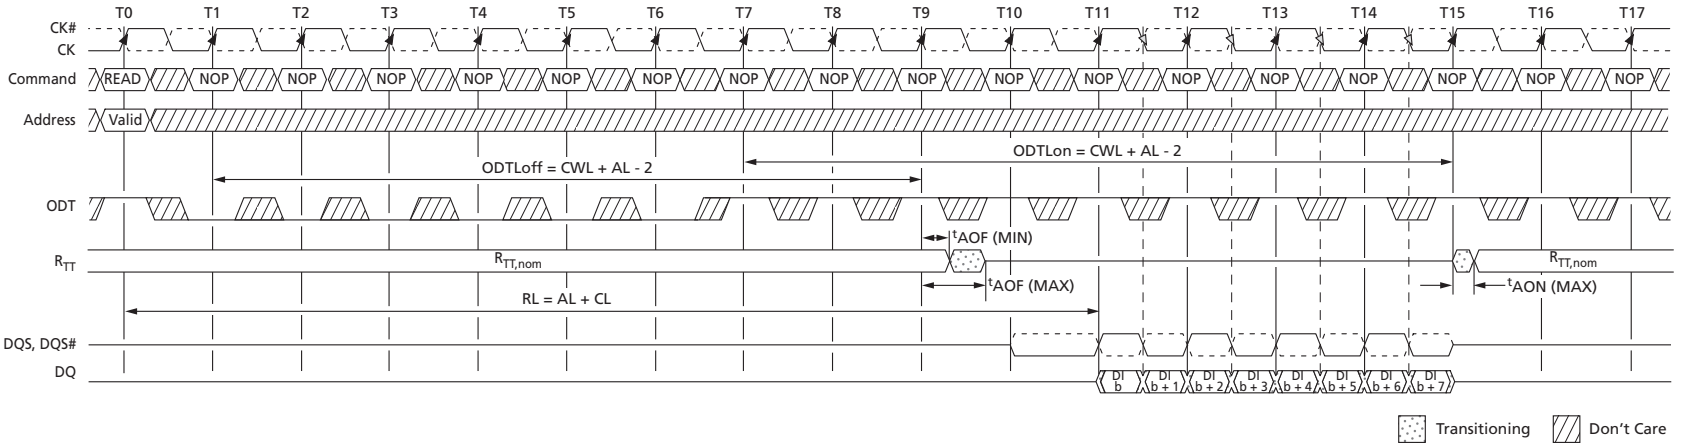 T0 T1 T2 T3 T4 T5 T6 T7 T8 T9 T10 T11 T12 T13 T14 T15 T16 T17
CK#
CK
Command READ NOP NOP NOP NOP NOP NOP NOP NOP NOP NOP NOP NOP NOP NOP NOP NOP NOP
Address Valid
ODTLon = CWL + AL - 2
ODTLoff = CWL + AL - 2
ODT
tAOF (MIN)
RTT RTT,nom RTT,nom
tAOF (MAX) tAON (MAX)
RL = AL + CL
DQS, DQS#
DQ DI b DI b + 1 DI b + 2 DI b + 3 DI b + 4 DI b + 5 DI b + 6 DI b + 7
Transitioning Don't Care